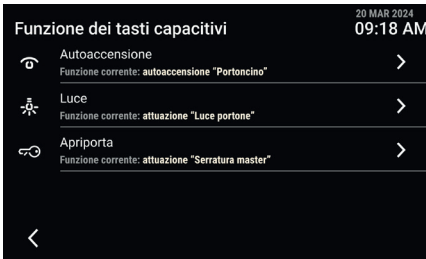 20 MAR 2024
Funzione dei tasti capacitivi
09:18 AM
Autoaccensione
Funzione corrente: autoaccensione "Portoncino"
Luce
Funzione corrente: attuazione "Luce portone"
Apriporta
Funzione corrente: attuazione "Serratura master"